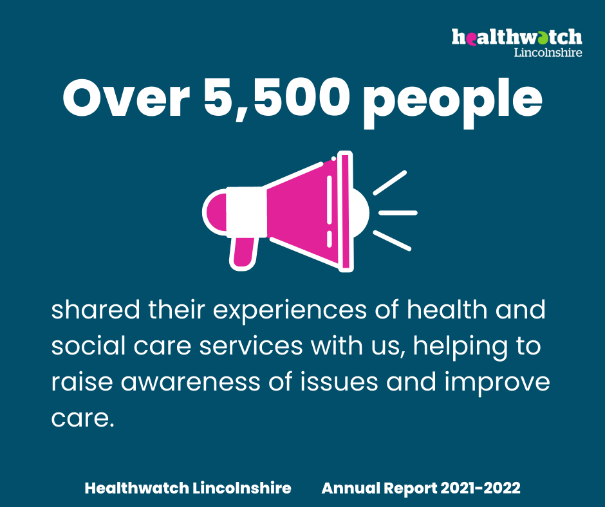 healthwatch
Lincolnshire
Over 5,500 people
shared their experiences of health and
social care services with us, helping to
raise awareness of issues and improve
care.
Healthwatch Lincolnshire Annual Report 2021-2022